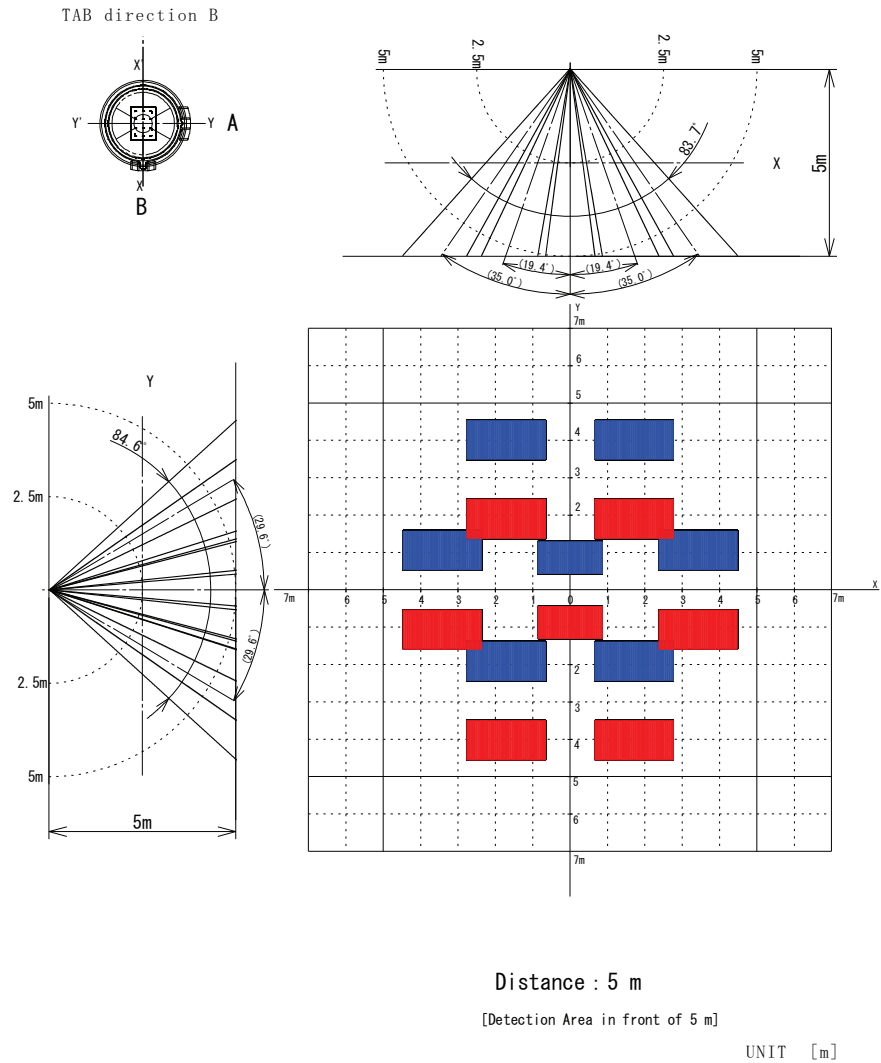 TAB direction B
X'
Y'
Y
A
X
B
5m
2.5m
2.5m
5m
83.7°
X
5m
(19.4°)
(19.4°)
(35.0°)
(35.0°)
Y
5m
84.6°
2.5m
(29.6°)
(29.6°)
2.5m
5m
5m
Y
7m
6
5
4
3
2
7m
6
5
4
3
2
0
2
3
4
5
6
7m
X
2
3
4
5
6
7m
Distance : 5 m
[Detection Area in front of 5 m]
UNIT [m]